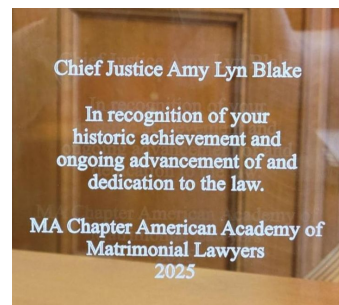 Chief Justice Amy Lyn Blake
In recognition of your
historic achievement and
ongoing advancement of and
dedication to the law.
MA Chapter American Academy of
Matrimonial Lawyers
2025